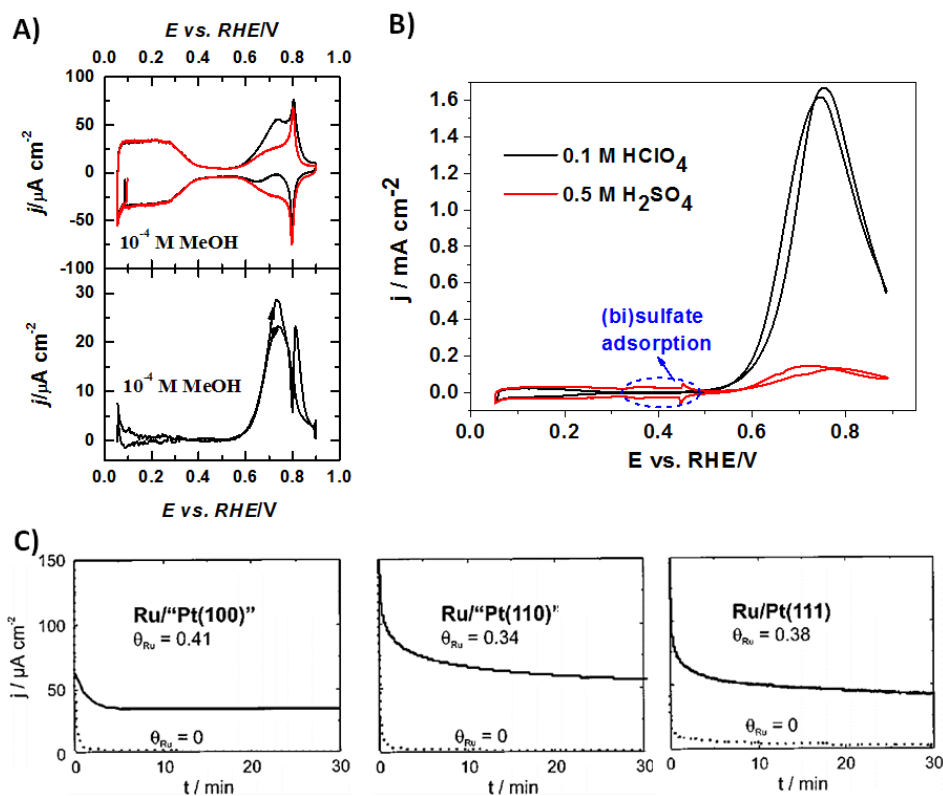 A)
E vs. RHE/V
0.0 0.2 0.4 0.6 0.8 1.0
100
50
0
-50
-100
j/µA cm⁻²
10⁻⁴ M MeOH
30
20
10
0
j/µA cm⁻²
10⁻⁴ M MeOH
0.0 0.2 0.4 0.6 0.8 1.0
E vs. RHE/V
B)
1.6
1.4
1.2
1.0
0.8
0.6
0.4
0.2
0.0
j / mA cm⁻²
0.1 M HClO₄
0.5 M H₂SO₄
(bi)sulfate
adsorption
0.0 0.2 0.4 0.6 0.8
E vs. RHE/V
C)
150
100
50
0
j / µA cm⁻²
Ru/“Pt(100)”
θRu = 0.41
θRu = 0
0 10 20 30
t / min
Ru/“Pt(110)”
θRu = 0.34
θRu = 0
0 10 20 30
t / min
Ru/Pt(111)
θRu = 0.38
θRu = 0
0 10 20 30
t / min